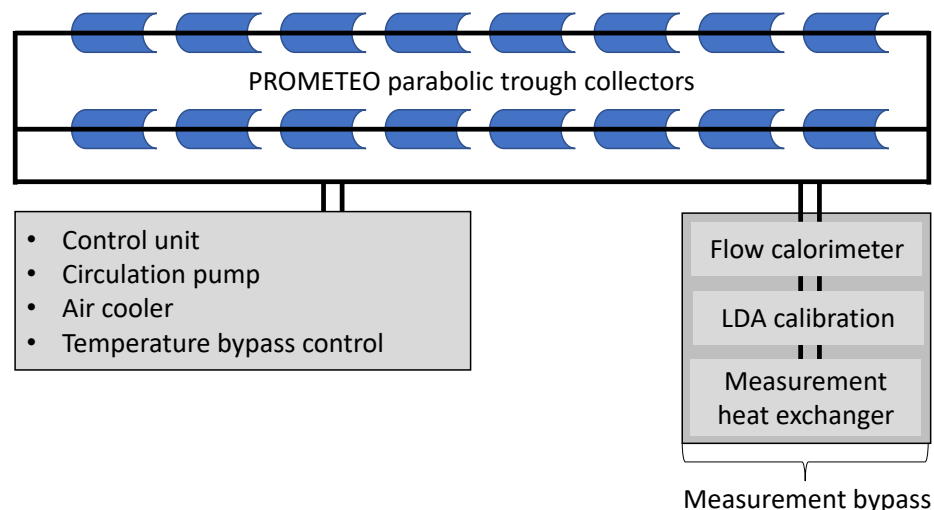 PROMETEO parabolic trough collectors
• Control unit
• Circulation pump
• Air cooler
• Temperature bypass control
Flow calorimeter
LDA calibration
Measurement
heat exchanger
Measurement bypass